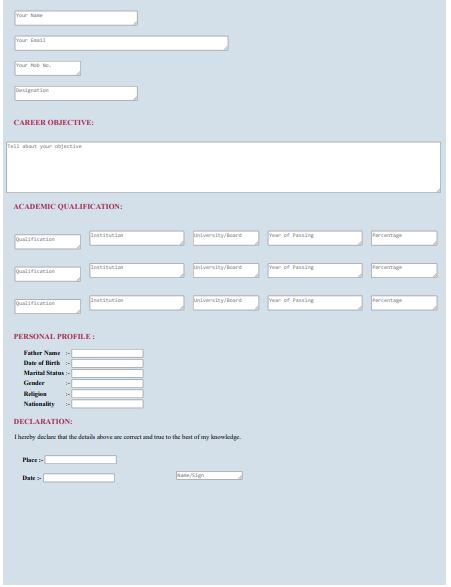 Your Name
Your Email
Your Mob No.
Designation
CAREER OBJECTIVE:
Tell about your objective
ACADEMIC QUALIFICATION:
Qualification Institution University/Board Year of Passing Percentage
Qualification Institution University/Board Year of Passing Percentage
Qualification Institution University/Board Year of Passing Percentage
PERSONAL PROFILE :
Father Name :-
Date of Birth :-
Marital Status :-
Gender :-
Religion :-
Nationality :-
DECLARATION:
I hereby declare that the details above are correct and true to the best of my knowledge.
Place :-
Date :- Name/Sign